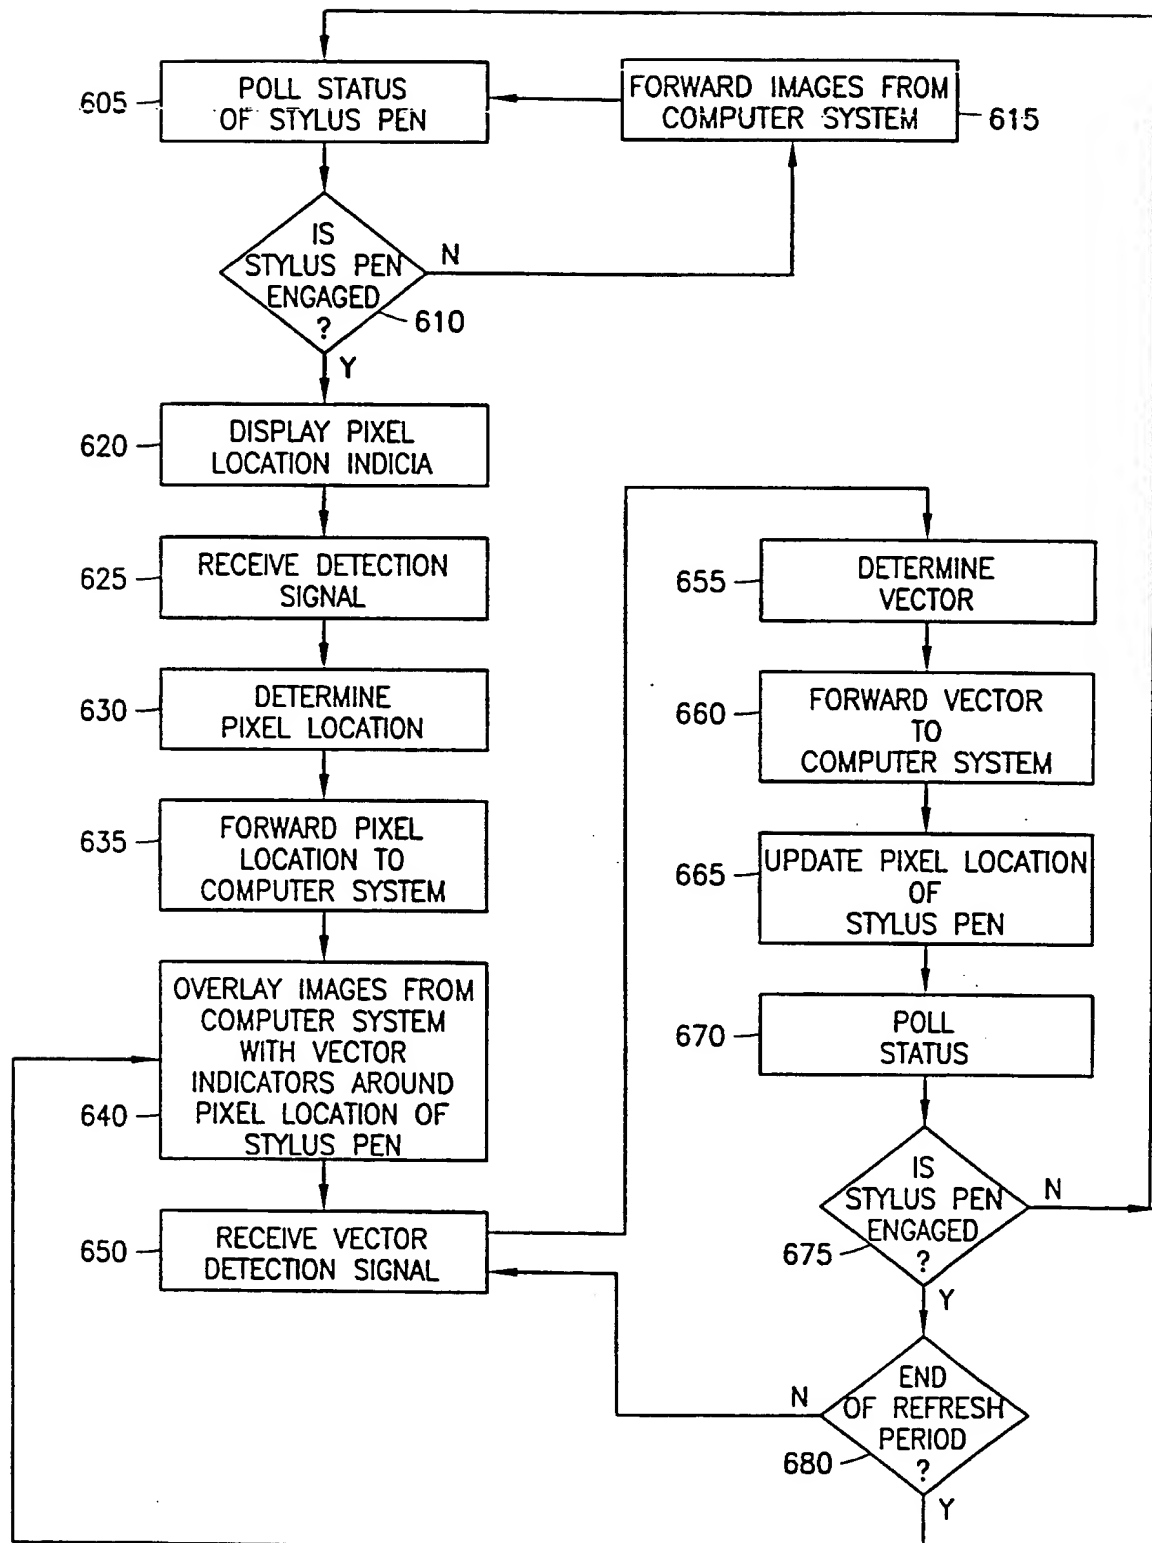 605
POLL STATUS
OF STYLUS PEN
FORWARD IMAGES FROM
COMPUTER SYSTEM
615
IS
STYLUS PEN
ENGAGED
?
N
610
Y
620
DISPLAY PIXEL
LOCATION INDICIA
625
RECEIVE DETECTION
SIGNAL
630
DETERMINE
PIXEL LOCATION
635
FORWARD PIXEL
LOCATION TO
COMPUTER SYSTEM
640
OVERLAY IMAGES FROM
COMPUTER SYSTEM
WITH VECTOR
INDICATORS AROUND
PIXEL LOCATION OF
STYLUS PEN
650
RECEIVE VECTOR
DETECTION SIGNAL
655
DETERMINE
VECTOR
660
FORWARD VECTOR
TO
COMPUTER SYSTEM
665
UPDATE PIXEL LOCATION
OF
STYLUS PEN
670
POLL
STATUS
IS
STYLUS PEN
ENGAGED
?
N
675
Y
END
OF REFRESH
PERIOD
?
N
680
Y